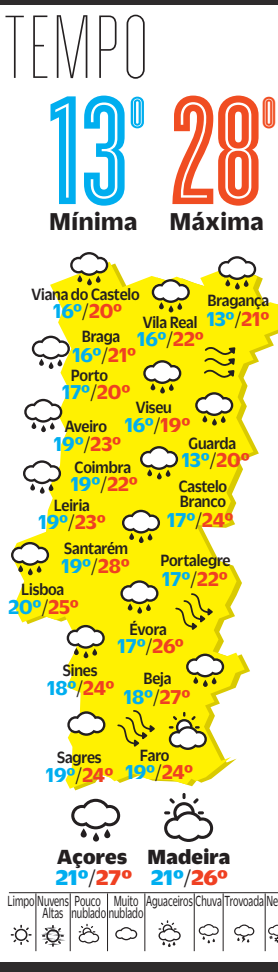 TEMPO
13º 28º
Mínima Máxima
Viana do Castelo
16º/20º
Bragança
13º/21º
Vila Real
16º/22º
Braga
16º/21º
Porto
17º/20º
Viseu
16º/19º
Aveiro
19º/23º
Guarda
13º/20º
Coimbra
19º/22º
Castelo
Branco
17º/24º
Leiria
19º/23º
Santarém
19º/28º
Portalegre
17º/22º
Lisboa
20º/25º
Évora
17º/26º
Sines
18º/24º
Beja
18º/27º
Sagres
19º/24º
Faro
19º/24º
Açores
21º/27º
Madeira
21º/26º
Limpo
Nuvens
Altas
Pouco
nublado
Muito
nublado
Aguaceiros
Chuva
Trovoada
Ne